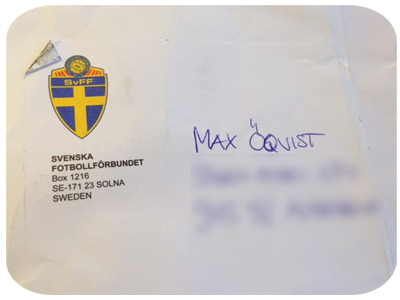 SvFF
SVENSKA
FOTBOLLFÖRBUNDET
Box 1216
SE-171 23 SOLNA
SWEDEN
MAX ÖQVIST